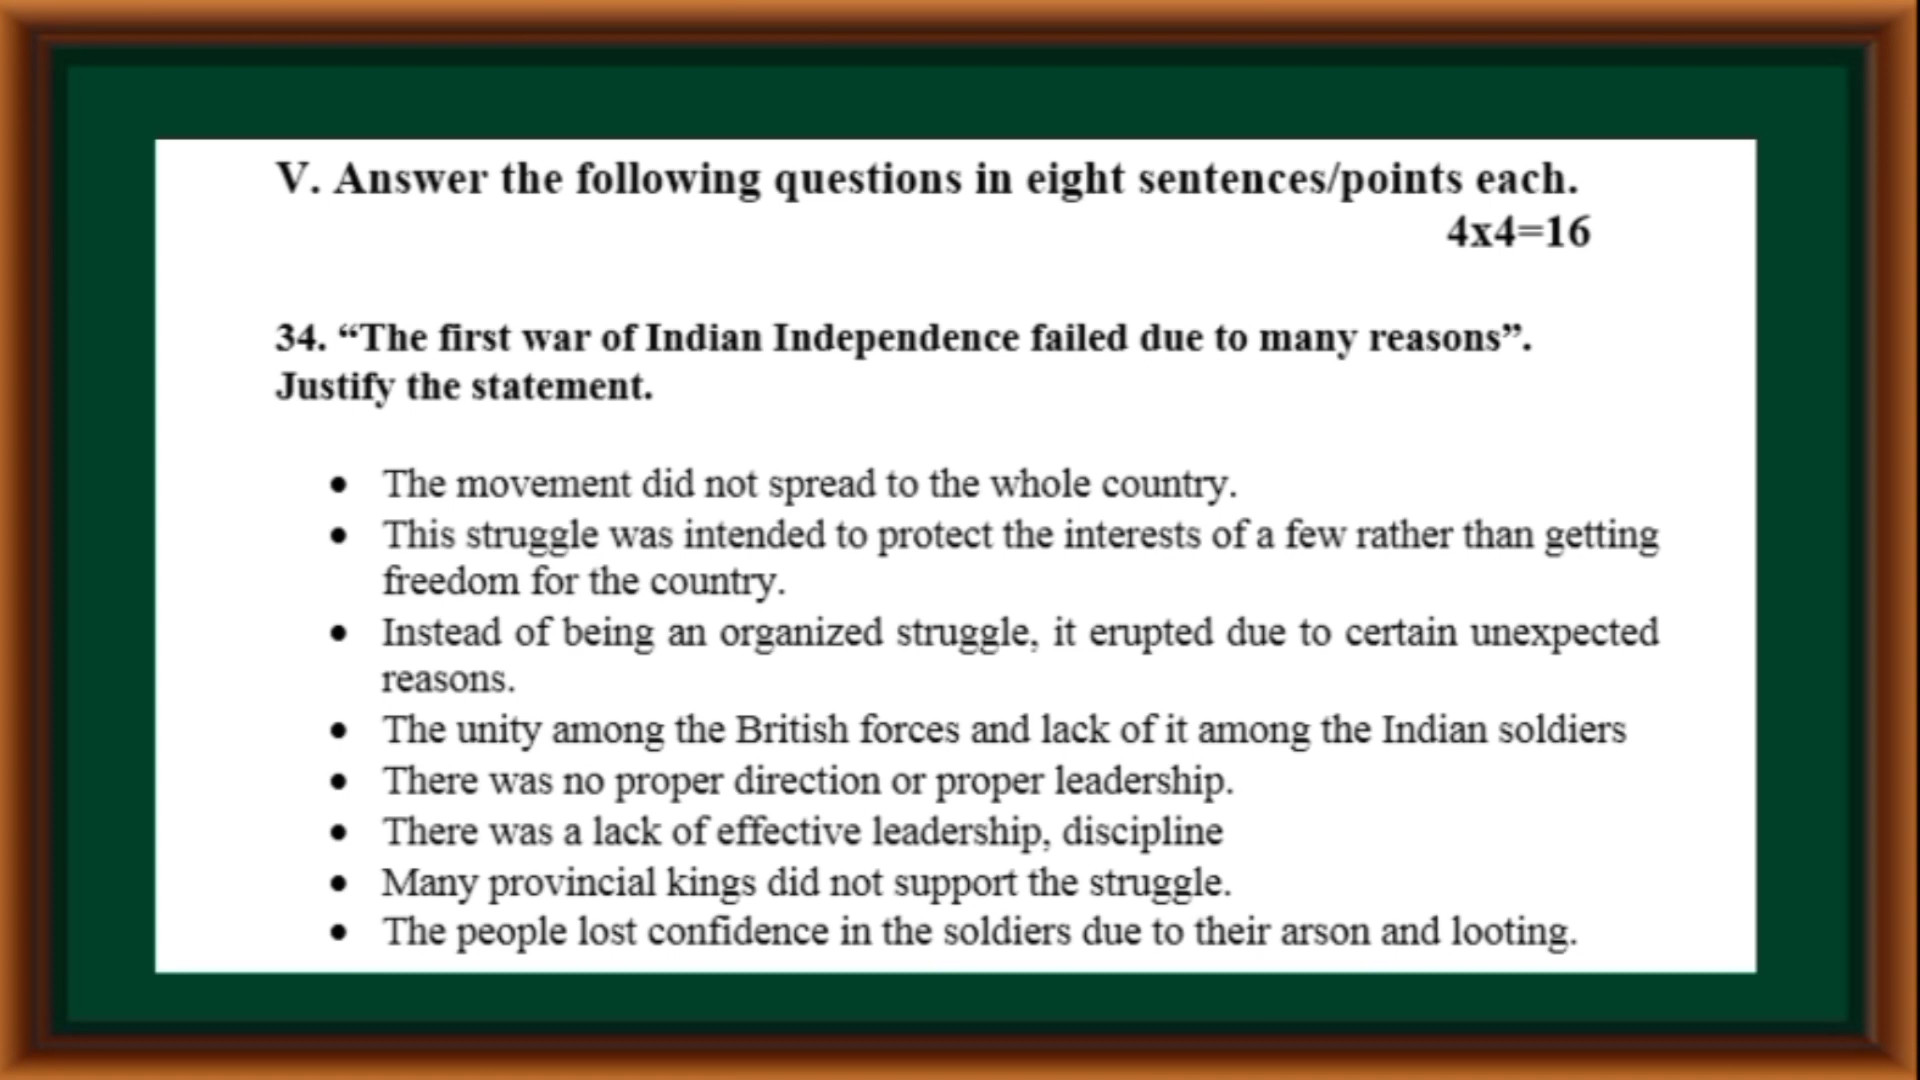 V. Answer the following questions in eight sentences/points each.
4x4=16
34. “The first war of Indian Independence failed due to many reasons”.
Justify the statement.
• The movement did not spread to the whole country.
• This struggle was intended to protect the interests of a few rather than getting
freedom for the country.
• Instead of being an organized struggle, it erupted due to certain unexpected
reasons.
• The unity among the British forces and lack of it among the Indian soldiers
• There was no proper direction or proper leadership.
• There was a lack of effective leadership, discipline
• Many provincial kings did not support the struggle.
• The people lost confidence in the soldiers due to their arson and looting.